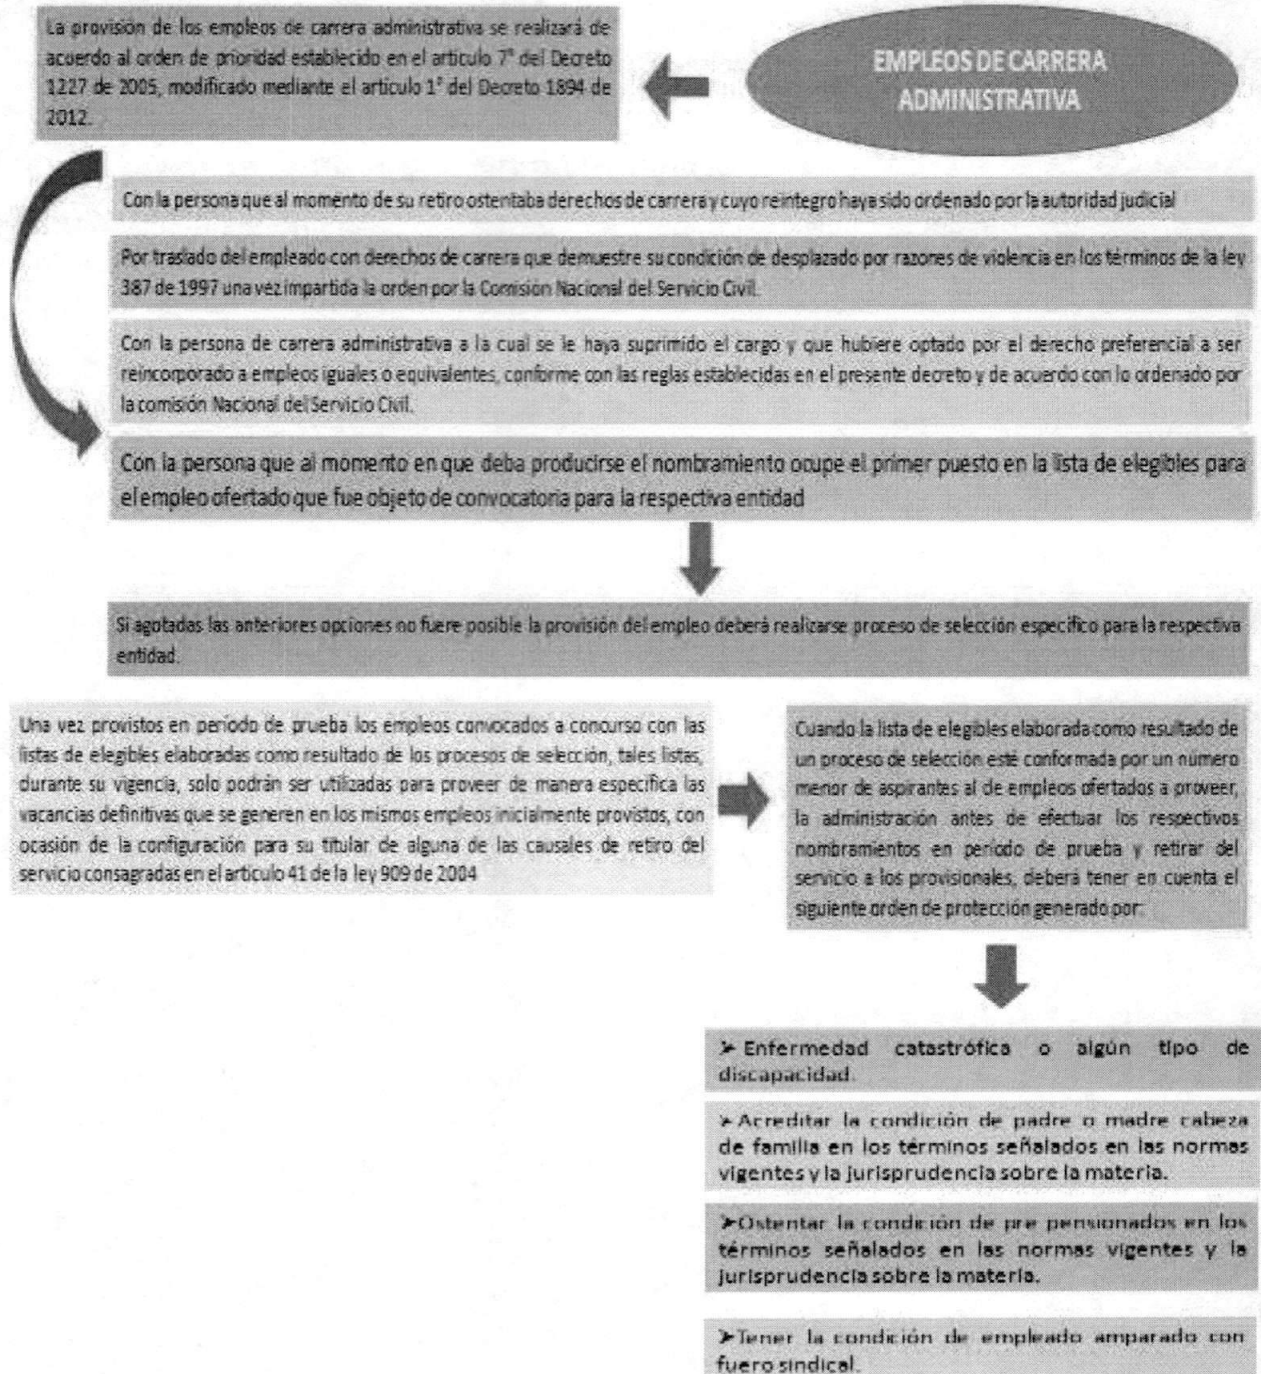 EMPLEOS DE CARRERA
ADMINISTRATIVA
La provisión de los empleos de carrera administrativa se realizará de
acuerdo al orden de prioridad establecido en el artículo 7° del Decreto
1227 de 2005, modificado mediante el artículo 1° del Decreto 1894 de
2012.
Con la persona que al momento de su retiro ostentaba derechos de carrera y cuyo reintegro haya sido ordenado por la autoridad judicial
Por traslado del empleado con derechos de carrera que demuestre su condición de desplazado por razones de violencia en los términos de la ley
387 de 1997 una vez impartida la orden por la Comisión Nacional del Servicio Civil.
Con la persona de carrera administrativa a la cual se le haya suprimido el cargo y que hubiere optado por el derecho preferencial a ser
reincorporado a empleos iguales o equivalentes, conforme con las reglas establecidas en el presente decreto y de acuerdo con lo ordenado por
la comisión Nacional del Servicio Civil.
Con la persona que al momento en que deba producirse el nombramiento ocupe el primer puesto en la lista de elegibles para
el empleo ofertado que fue objeto de convocatoria para la respectiva entidad
Si agotadas las anteriores opciones no fuere posible la provisión del empleo deberá realizarse proceso de selección específico para la respectiva
entidad.
Una vez provistos en período de prueba los empleos convocados a concurso con las
listas de elegibles elaboradas como resultado de los procesos de selección, tales listas,
durante su vigencia, solo podrán ser utilizadas para proveer de manera específica las
vacancias definitivas que se generen en los mismos empleos inicialmente provistos, con
ocasión de la configuración para su titular de alguna de las causales de retiro del
servicio consagradas en el artículo 41 de la ley 909 de 2004
Cuando la lista de elegibles elaborada como resultado de
un proceso de selección esté conformada por un número
menor de aspirantes al de empleos ofertados a proveer,
la administración antes de efectuar los respectivos
nombramientos en período de prueba y retirar del
servicio a los provisionales, deberá tener en cuenta el
siguiente orden de protección generado por:
➢ Enfermedad catastrófica o algún tipo de
discapacidad.
➢ Acreditar la condición de padre o madre cabeza
de familia en los términos señalados en las normas
vigentes y la jurisprudencia sobre la materia.
➢ Ostentar la condición de pre pensionados en los
términos señalados en las normas vigentes y la
jurisprudencia sobre la materia.
➢ Tener la condición de empleado amparado con
fuero sindical.